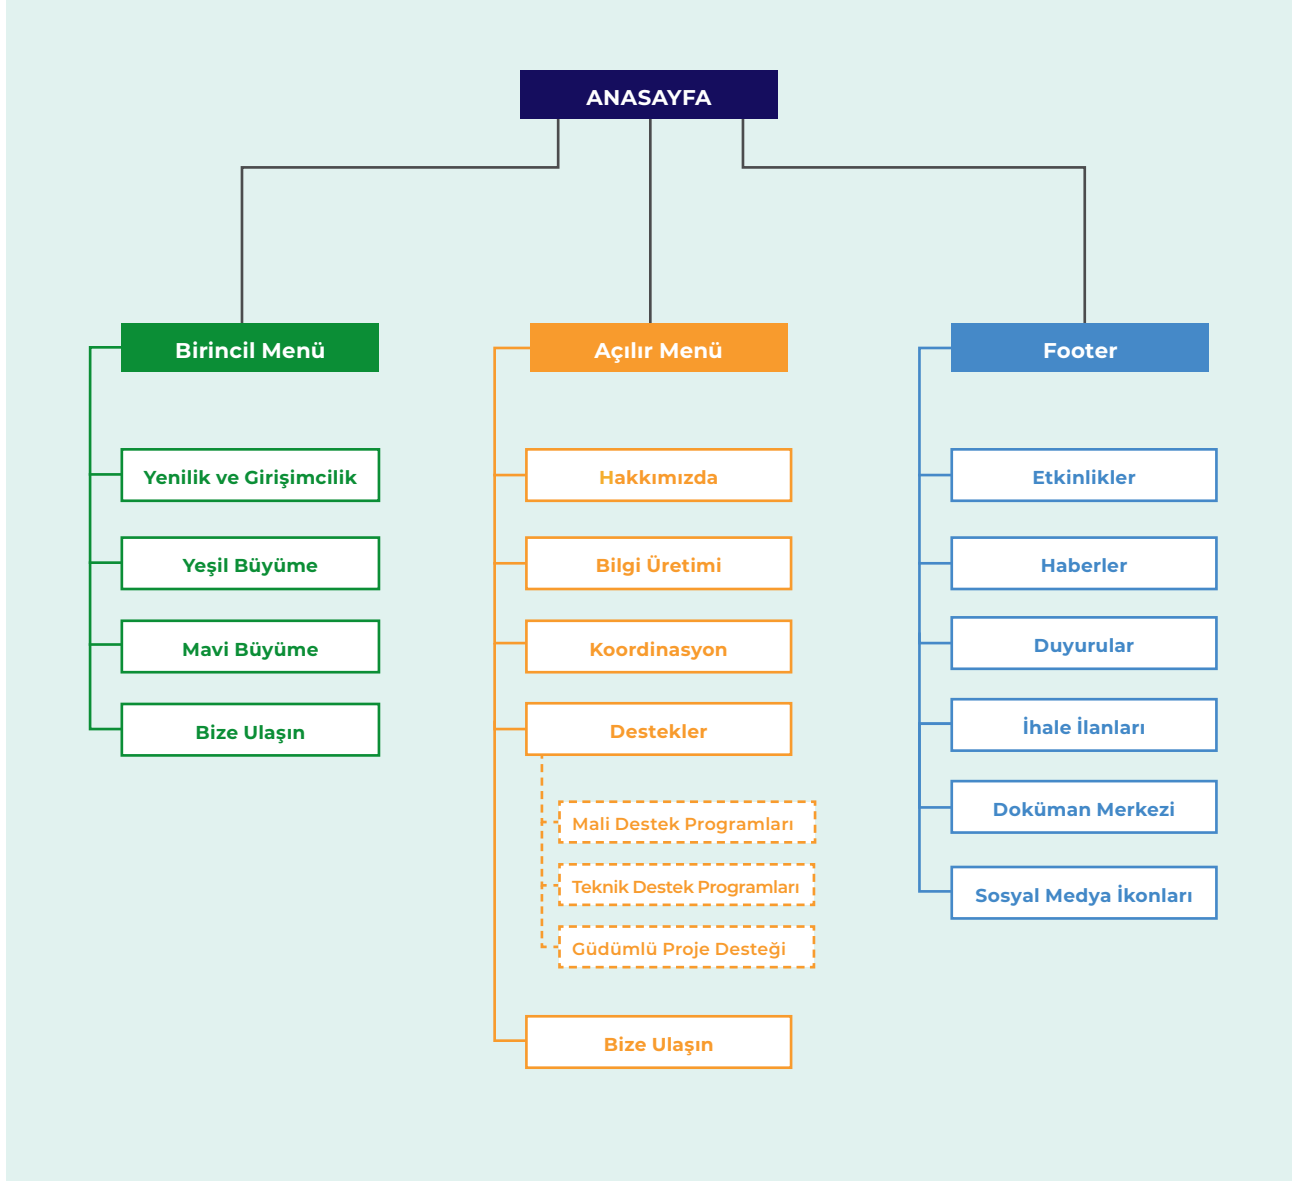 ANASAYFA
Birincil Menü
Yenilik ve Girişimcilik
Yeşil Büyüme
Mavi Büyüme
Bize Ulaşın
Açılır Menü
Hakkımızda
Bilgi Üretimi
Koordinasyon
Destekler
Mali Destek Programları
Teknik Destek Programları
Güdümlü Proje Desteği
Bize Ulaşın
Footer
Etkinlikler
Haberler
Duyurular
İhale İlanları
Doküman Merkezi
Sosyal Medya İkonları